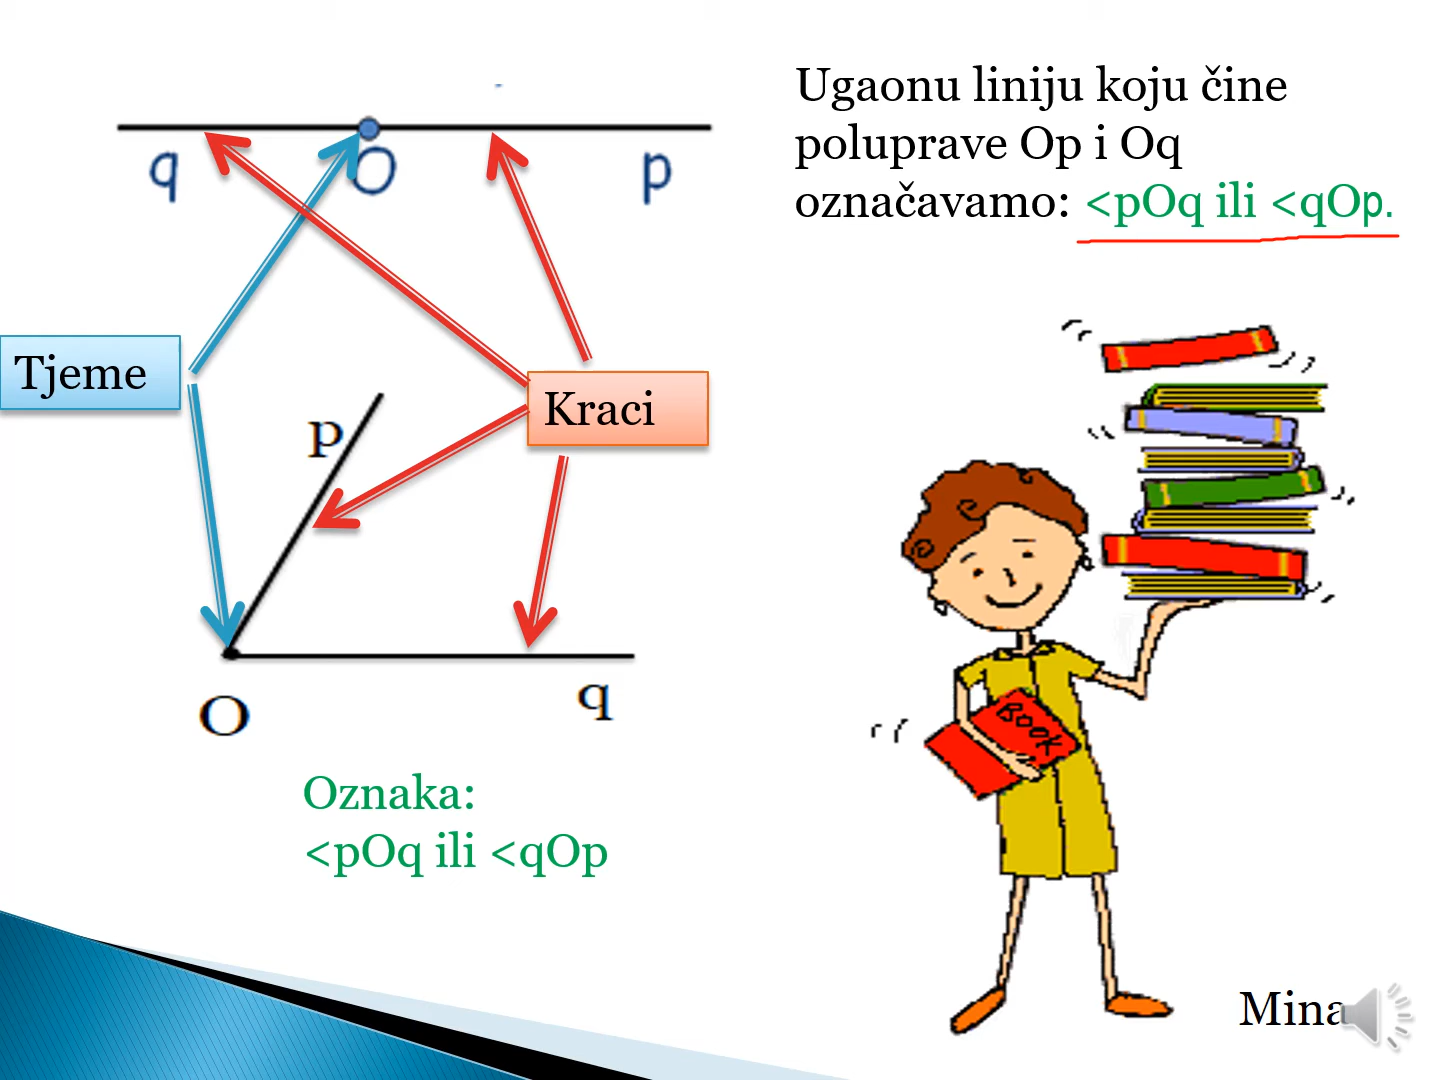 Ugaonu liniju koju čine
poluprave Op i Oq
označavamo: <pOq ili <qOp.
q
O
p
Tjeme
Kraci
p
O
q
Oznaka:
<pOq ili <qOp
BOOK
Mina